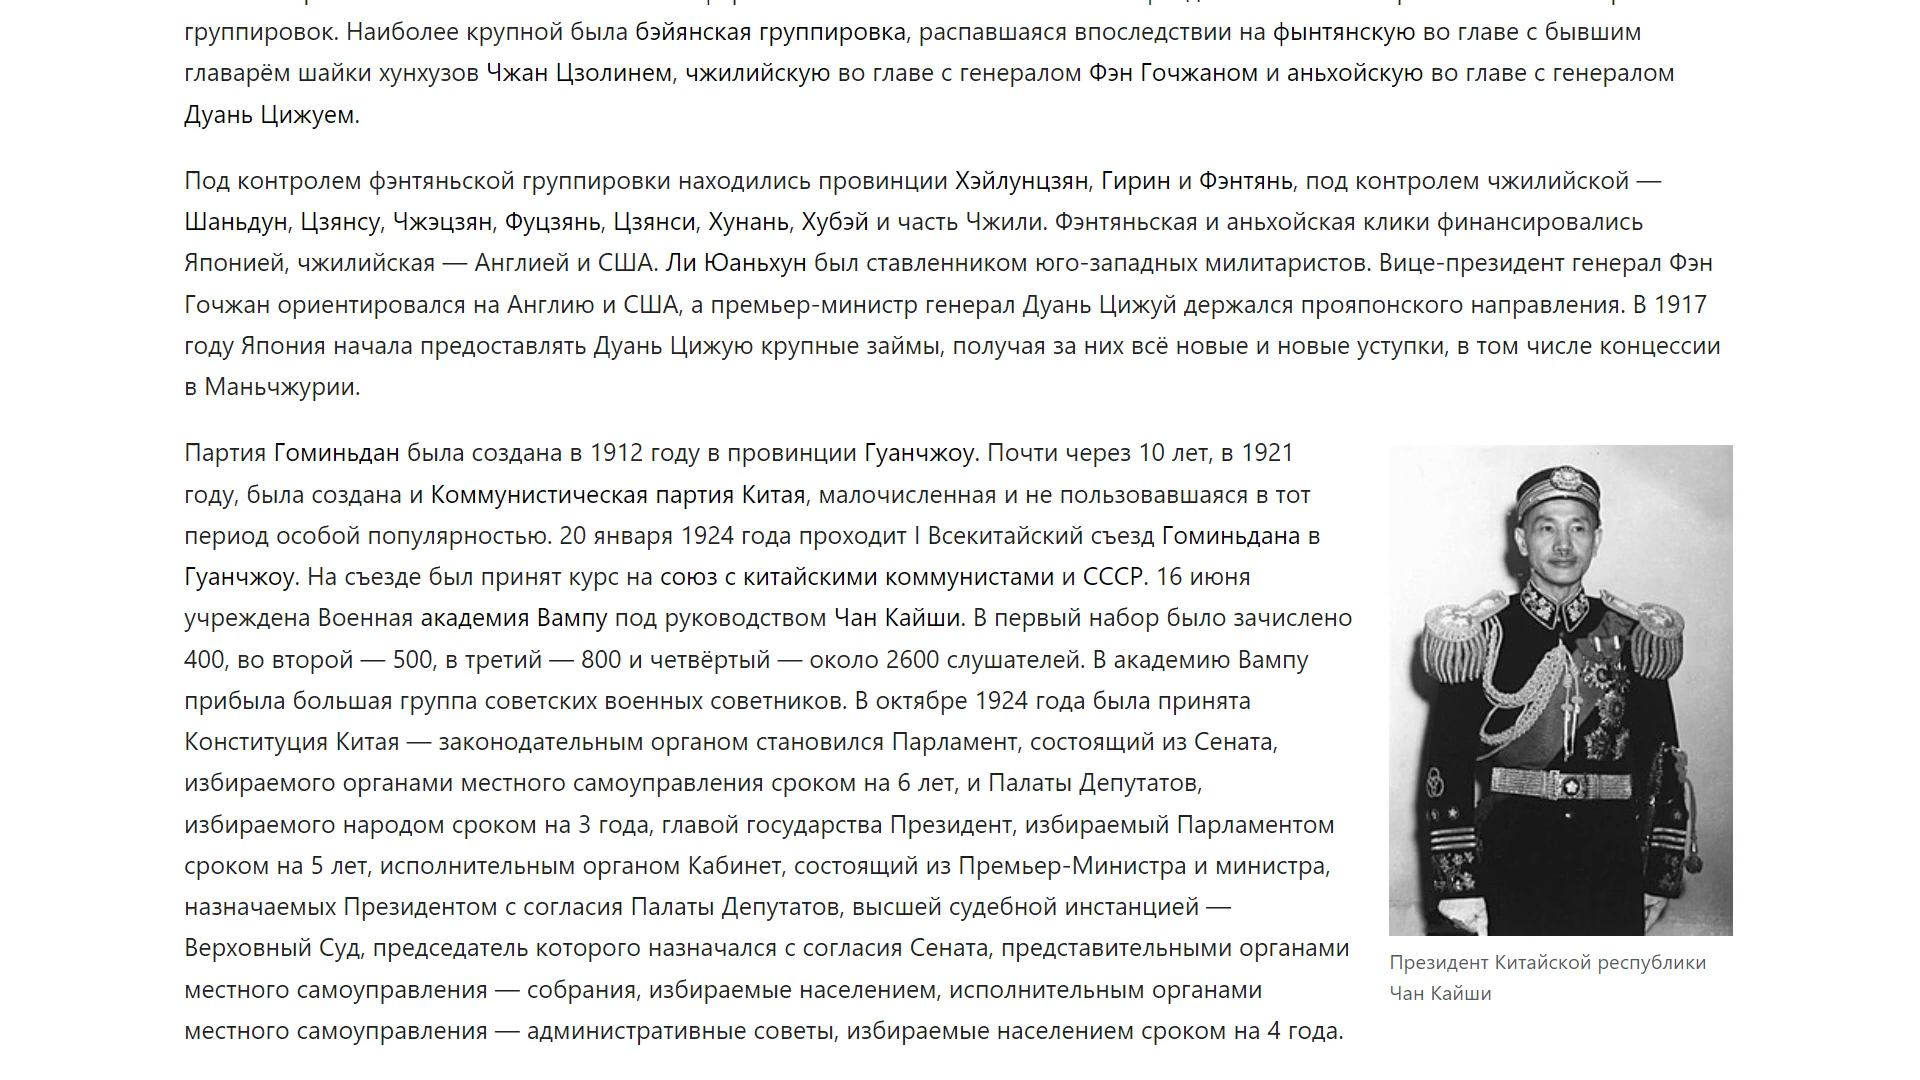 группировок. Наиболее крупной была бэйянская группировка, распавшаяся впоследствии на фынтянскую во главе с бывшим
главарём шайки хунхузов Чжан Цзолинем, чжилийскую во главе с генералом Фэн Гочжаном и аньхойскую во главе с генералом
Дуань Цижуем.
Под контролем фэнтяньской группировки находились провинции Хэйлунцзян, Гирин и Фэнтянь, под контролем чжилийской —
Шаньдун, Цзянсу, Чжэцзян, Фуцзянь, Цзянси, Хунань, Хубэй и часть Чжили. Фэнтяньская и аньхойская клики финансировались
Японией, чжилийская — Англией и США. Ли Юаньхун был ставленником юго-западных милитаристов. Вице-президент генерал Фэн
Гочжан ориентировался на Англию и США, а премьер-министр генерал Дуань Цижуй держался прояпонского направления. В 1917
году Япония начала предоставлять Дуань Цижую крупные займы, получая за них всё новые и новые уступки, в том числе концессии
в Маньчжурии.
Партия Гоминьдан была создана в 1912 году в провинции Гуанчжоу. Почти через 10 лет, в 1921
году, была создана и Коммунистическая партия Китая, малочисленная и не пользовавшаяся в тот
период особой популярностью. 20 января 1924 года проходит I Всекитайский съезд Гоминьдана в
Гуанчжоу. На съезде был принят курс на союз с китайскими коммунистами и СССР. 16 июня
учреждена Военная академия Вампу под руководством Чан Кайши. В первый набор было зачислено
400, во второй — 500, в третий — 800 и четвёртый — около 2600 слушателей. В академию Вампу
прибыла большая группа советских военных советников. В октябре 1924 года была принята
Конституция Китая — законодательным органом становился Парламент, состоящий из Сената,
избираемого органами местного самоуправления сроком на 6 лет, и Палаты Депутатов,
избираемого народом сроком на 3 года, главой государства Президент, избираемый Парламентом
сроком на 5 лет, исполнительным органом Кабинет, состоящий из Премьер-Министра и министра,
назначаемых Президентом с согласия Палаты Депутатов, высшей судебной инстанцией —
Верховный Суд, председатель которого назначался с согласия Сената, представительными органами
местного самоуправления — собрания, избираемые населением, исполнительным органами
местного самоуправления — административные советы, избираемые населением сроком на 4 года.
Президент Китайской республики
Чан Кайши